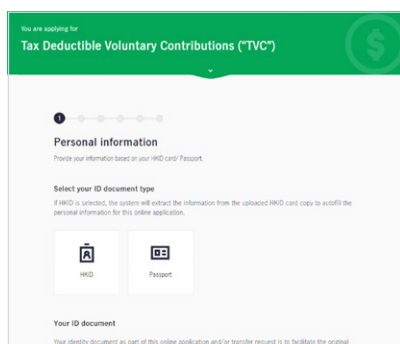 You are applying for
Tax Deductible Voluntary Contributions ("TVC")
1
Personal information
Provide your information based on your HKID card/ Passport.
Select your ID document type
If HKID is selected, the system will extract the information from the uploaded HKID card copy to autofill the
personal information for this online application.
HKID
Passport
Your ID document
Your identity document as part of this online application and/or transfer request is to facilitate the original